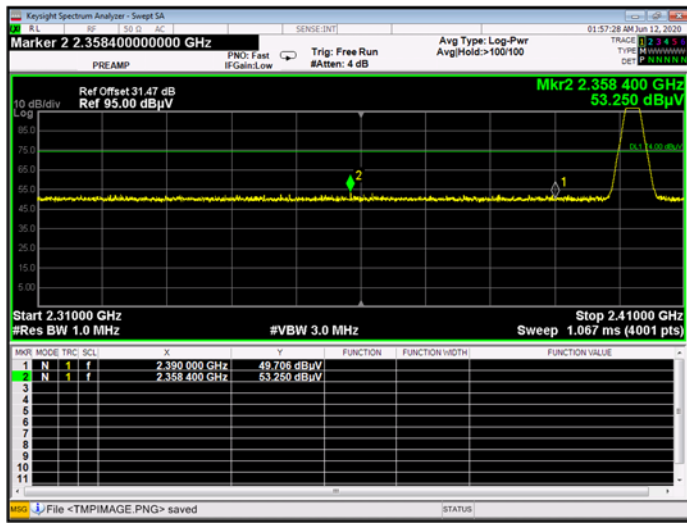 Keysight Spectrum Analyzer - Swept SA
RL RF 50 Ω AC SENSE:INT 01:57:28 AM Jun 12, 2020
Marker 2 2.358400000000 GHz
PREAMP
PNO: Fast
IFGain:Low
Trig: Free Run
#Atten: 4 dB
Avg Type: Log-Pwr
Avg|Hold:>100/100
TRACE 1 2 3 4 5 6
TYPE M W W W W W
DET P N N N N N
Mkr2 2.358 400 GHz
53.250 dBµV
Ref Offset 31.47 dB
10 dB/div Ref 95.00 dBµV
Log
85.0
75.0
DL1 74.00 dBµV
65.0
55.0
45.0
35.0
25.0
15.0
5.00
2
1
Start 2.31000 GHz Stop 2.41000 GHz
#Res BW 1.0 MHz #VBW 3.0 MHz Sweep 1.067 ms (4001 pts)
MKR MODE TRC SCL X Y FUNCTION FUNCTION WIDTH FUNCTION VALUE
1 N 1 f 2.390 000 GHz 49.706 dBµV
2 N 1 f 2.358 400 GHz 53.250 dBµV
3
4
5
6
7
8
9
10
11
MSG File <TMPIMAGE.PNG> saved STATUS